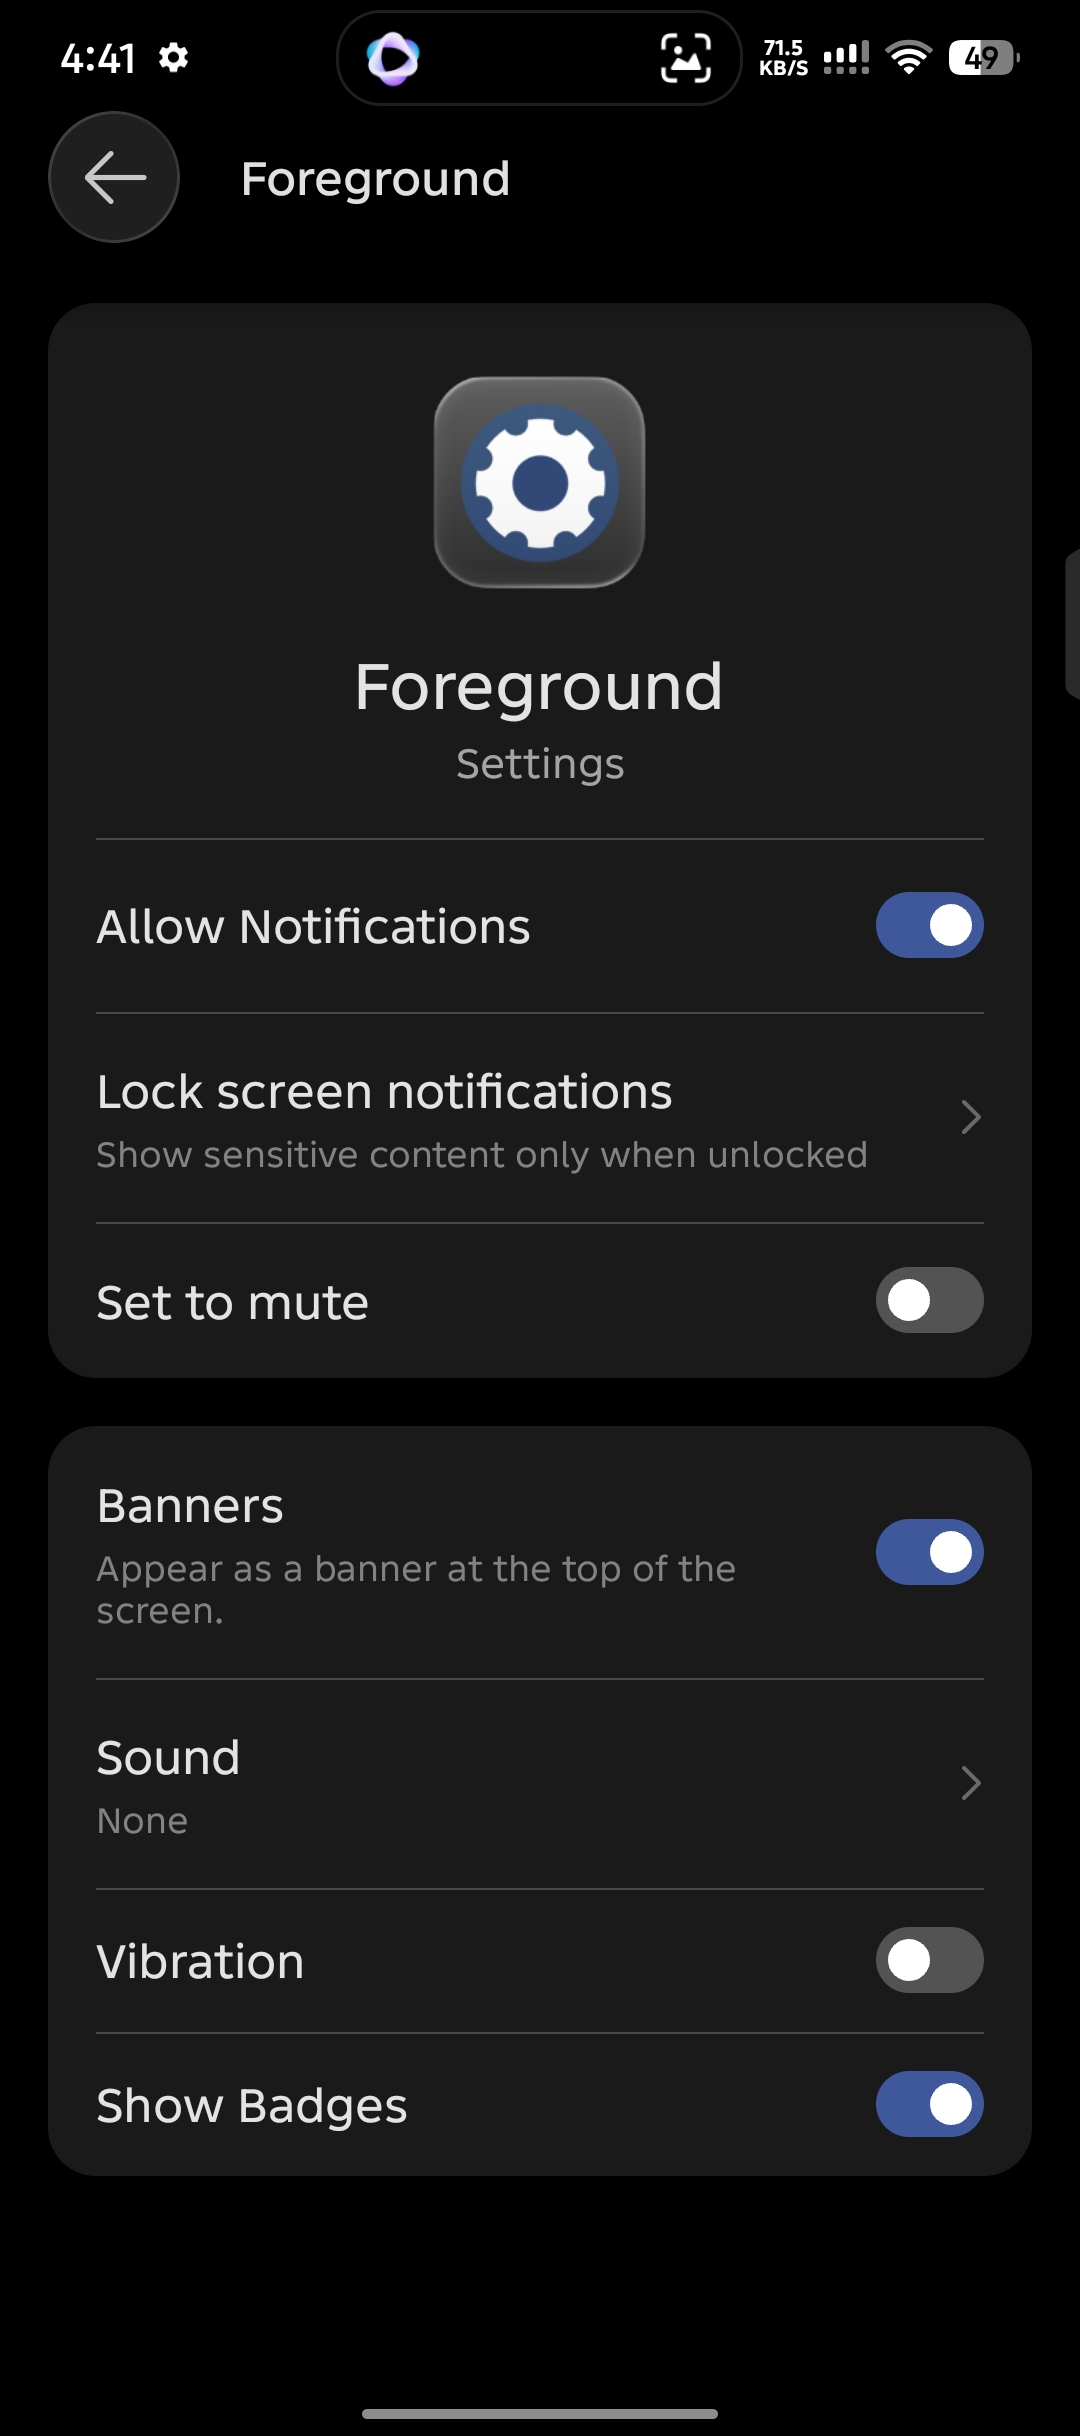 4:41
71.5
KB/S
49
Foreground
Foreground
Settings
Allow Notifications
Lock screen notifications
Show sensitive content only when unlocked
Set to mute
Banners
Appear as a banner at the top of the
screen.
Sound
None
Vibration
Show Badges